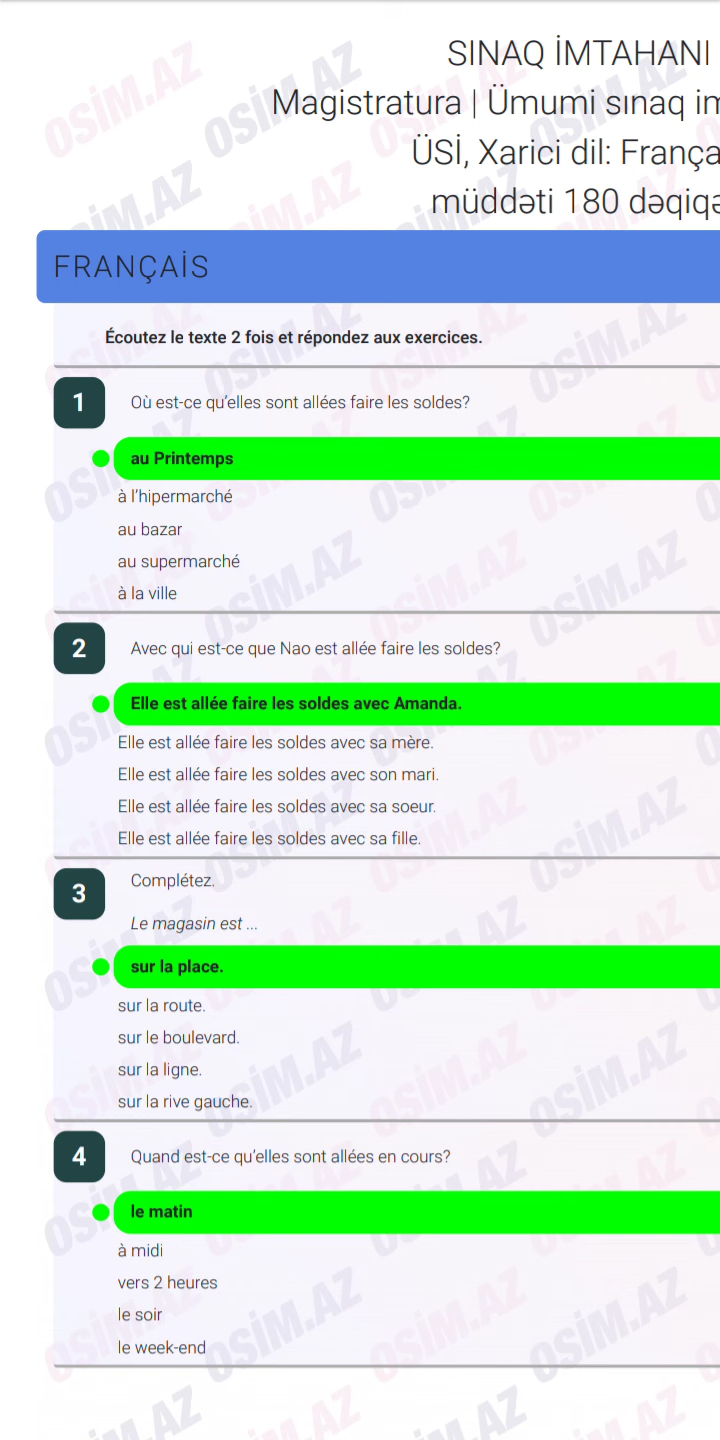 SINAQ İMTAHANI
Magistratura | Ümumi sınaq im
ÜSİ, Xarici dil: França
müddəti 180 dəqiqə
FRANÇAİS
Écoutez le texte 2 fois et répondez aux exercices.
1
Où est-ce qu'elles sont allées faire les soldes?
au Printemps
à l'hipermarché
au bazar
au supermarché
à la ville
2
Avec qui est-ce que Nao est allée faire les soldes?
Elle est allée faire les soldes avec Amanda.
Elle est allée faire les soldes avec sa mère.
Elle est allée faire les soldes avec son mari.
Elle est allée faire les soldes avec sa soeur.
Elle est allée faire les soldes avec sa fille.
3
Complétez.
Le magasin est ...
sur la place.
sur la route.
sur le boulevard.
sur la ligne.
sur la rive gauche.
4
Quand est-ce qu'elles sont allées en cours?
le matin
à midi
vers 2 heures
le soir
le week-end
OSİM.AZ